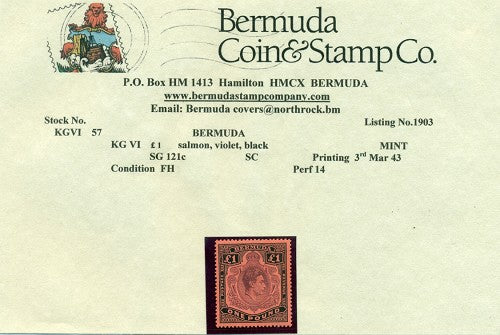 Bermuda
Coin&Stamp Co.
P.O. Box HM 1413 Hamilton HMCX BERMUDA
www.bermudastampcompany.com
Email: Bermuda covers@northrock.bm
Stock No.
Listing No.1903
KGVI 57 BERMUDA
KG VI £1 salmon, violet, black MINT
SG 121c SC Printing 3rd Mar 43
Condition FH Perf 14
BERMUDA
£1 £1
ONE POUND